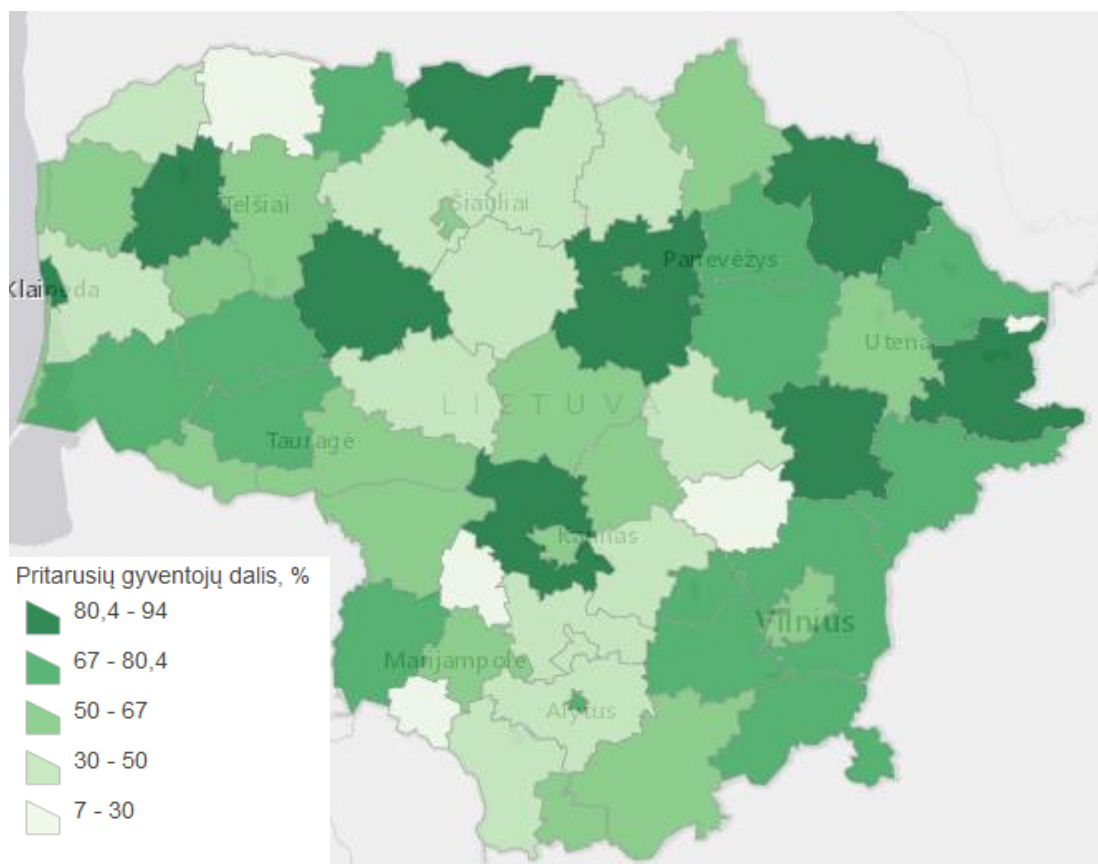 Telšiai
Šiauliai
Panevėžys
Klaipėda
Utena
LIETUVA
Tauragė
Kaunas
Vilnius
Marijampolė
Alytus
Pritarusių gyventojų dalis, %
80,4 - 94
67 - 80,4
50 - 67
30 - 50
7 - 30